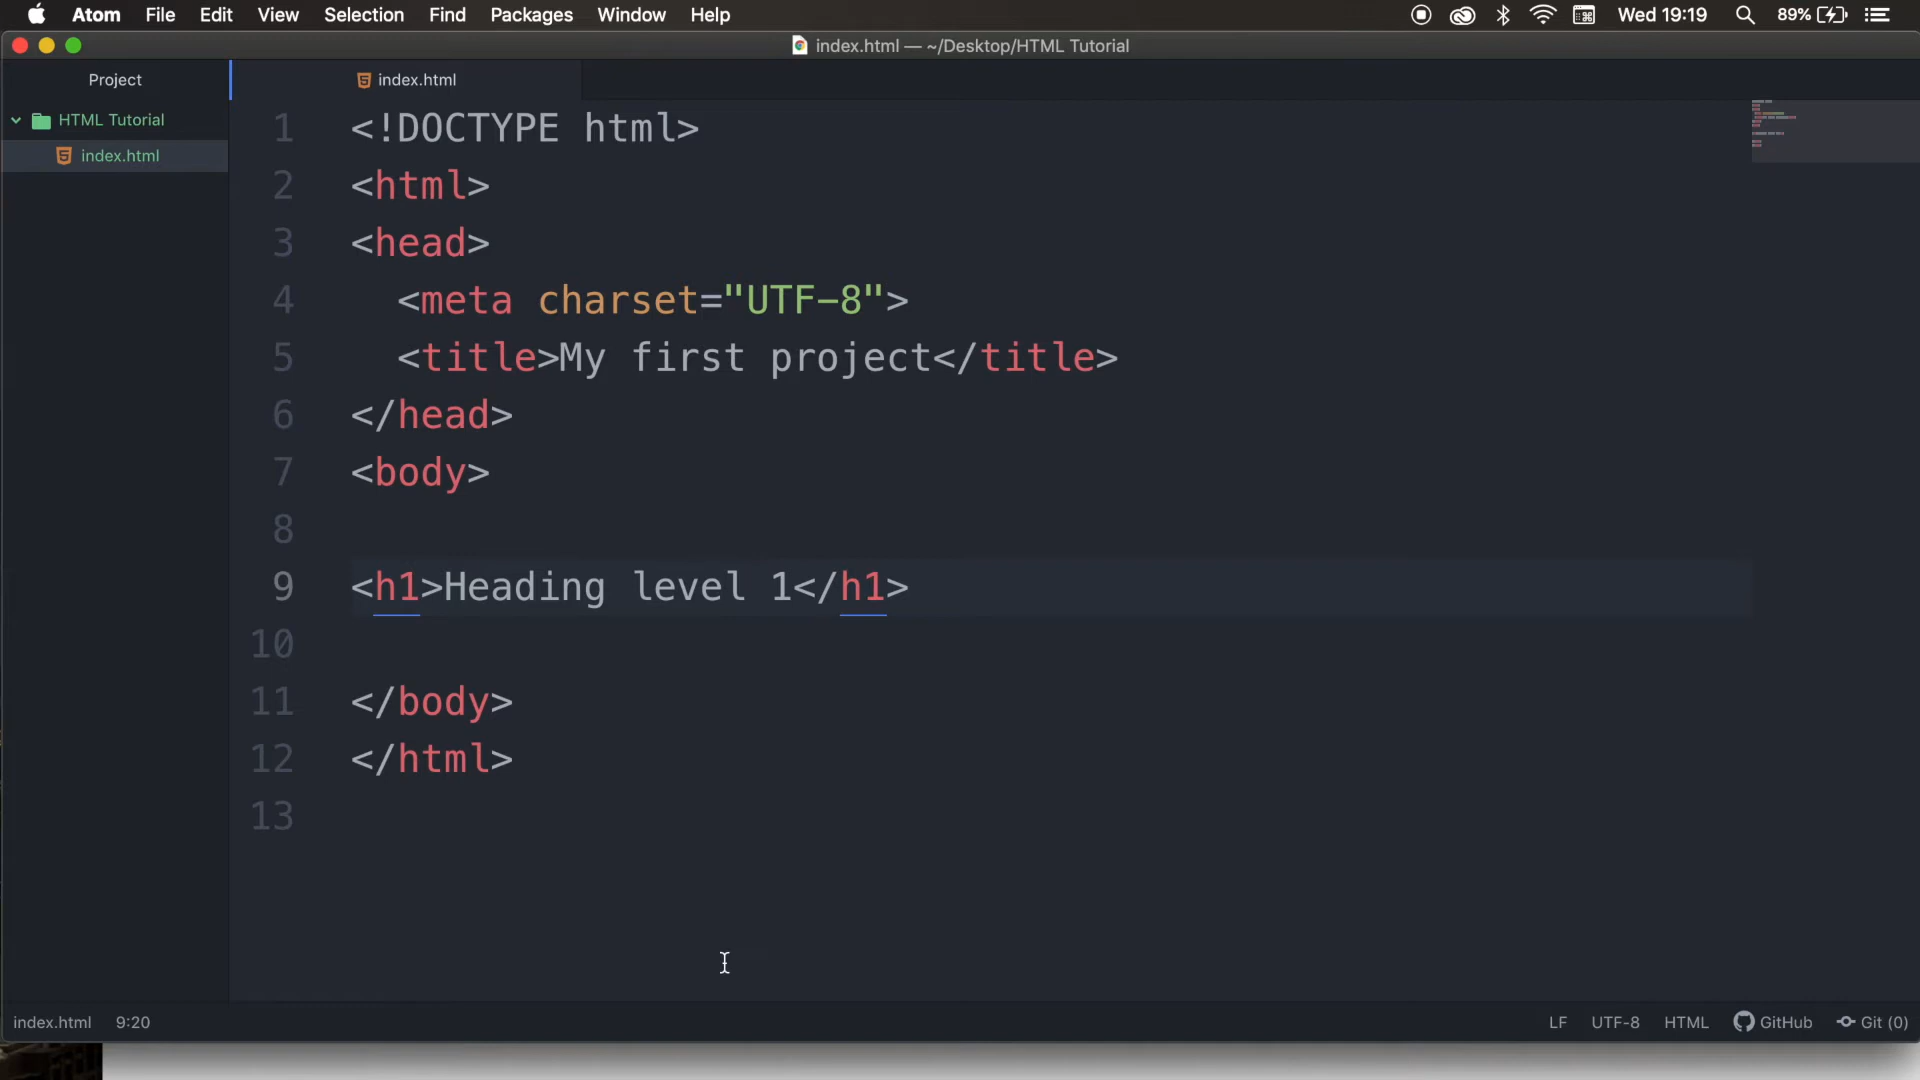 Atom File Edit View Selection Find Packages Window Help Wed 19:19 89%
index.html — ~/Desktop/HTML Tutorial
Project
index.html
HTML Tutorial
index.html
1 <!DOCTYPE html>
2 <html>
3 <head>
4 <meta charset="UTF-8">
5 <title>My first project</title>
6 </head>
7 <body>
8
9 <h1>Heading level 1</h1>
10
11 </body>
12 </html>
13
index.html 9:20 LF UTF-8 HTML GitHub Git (0)